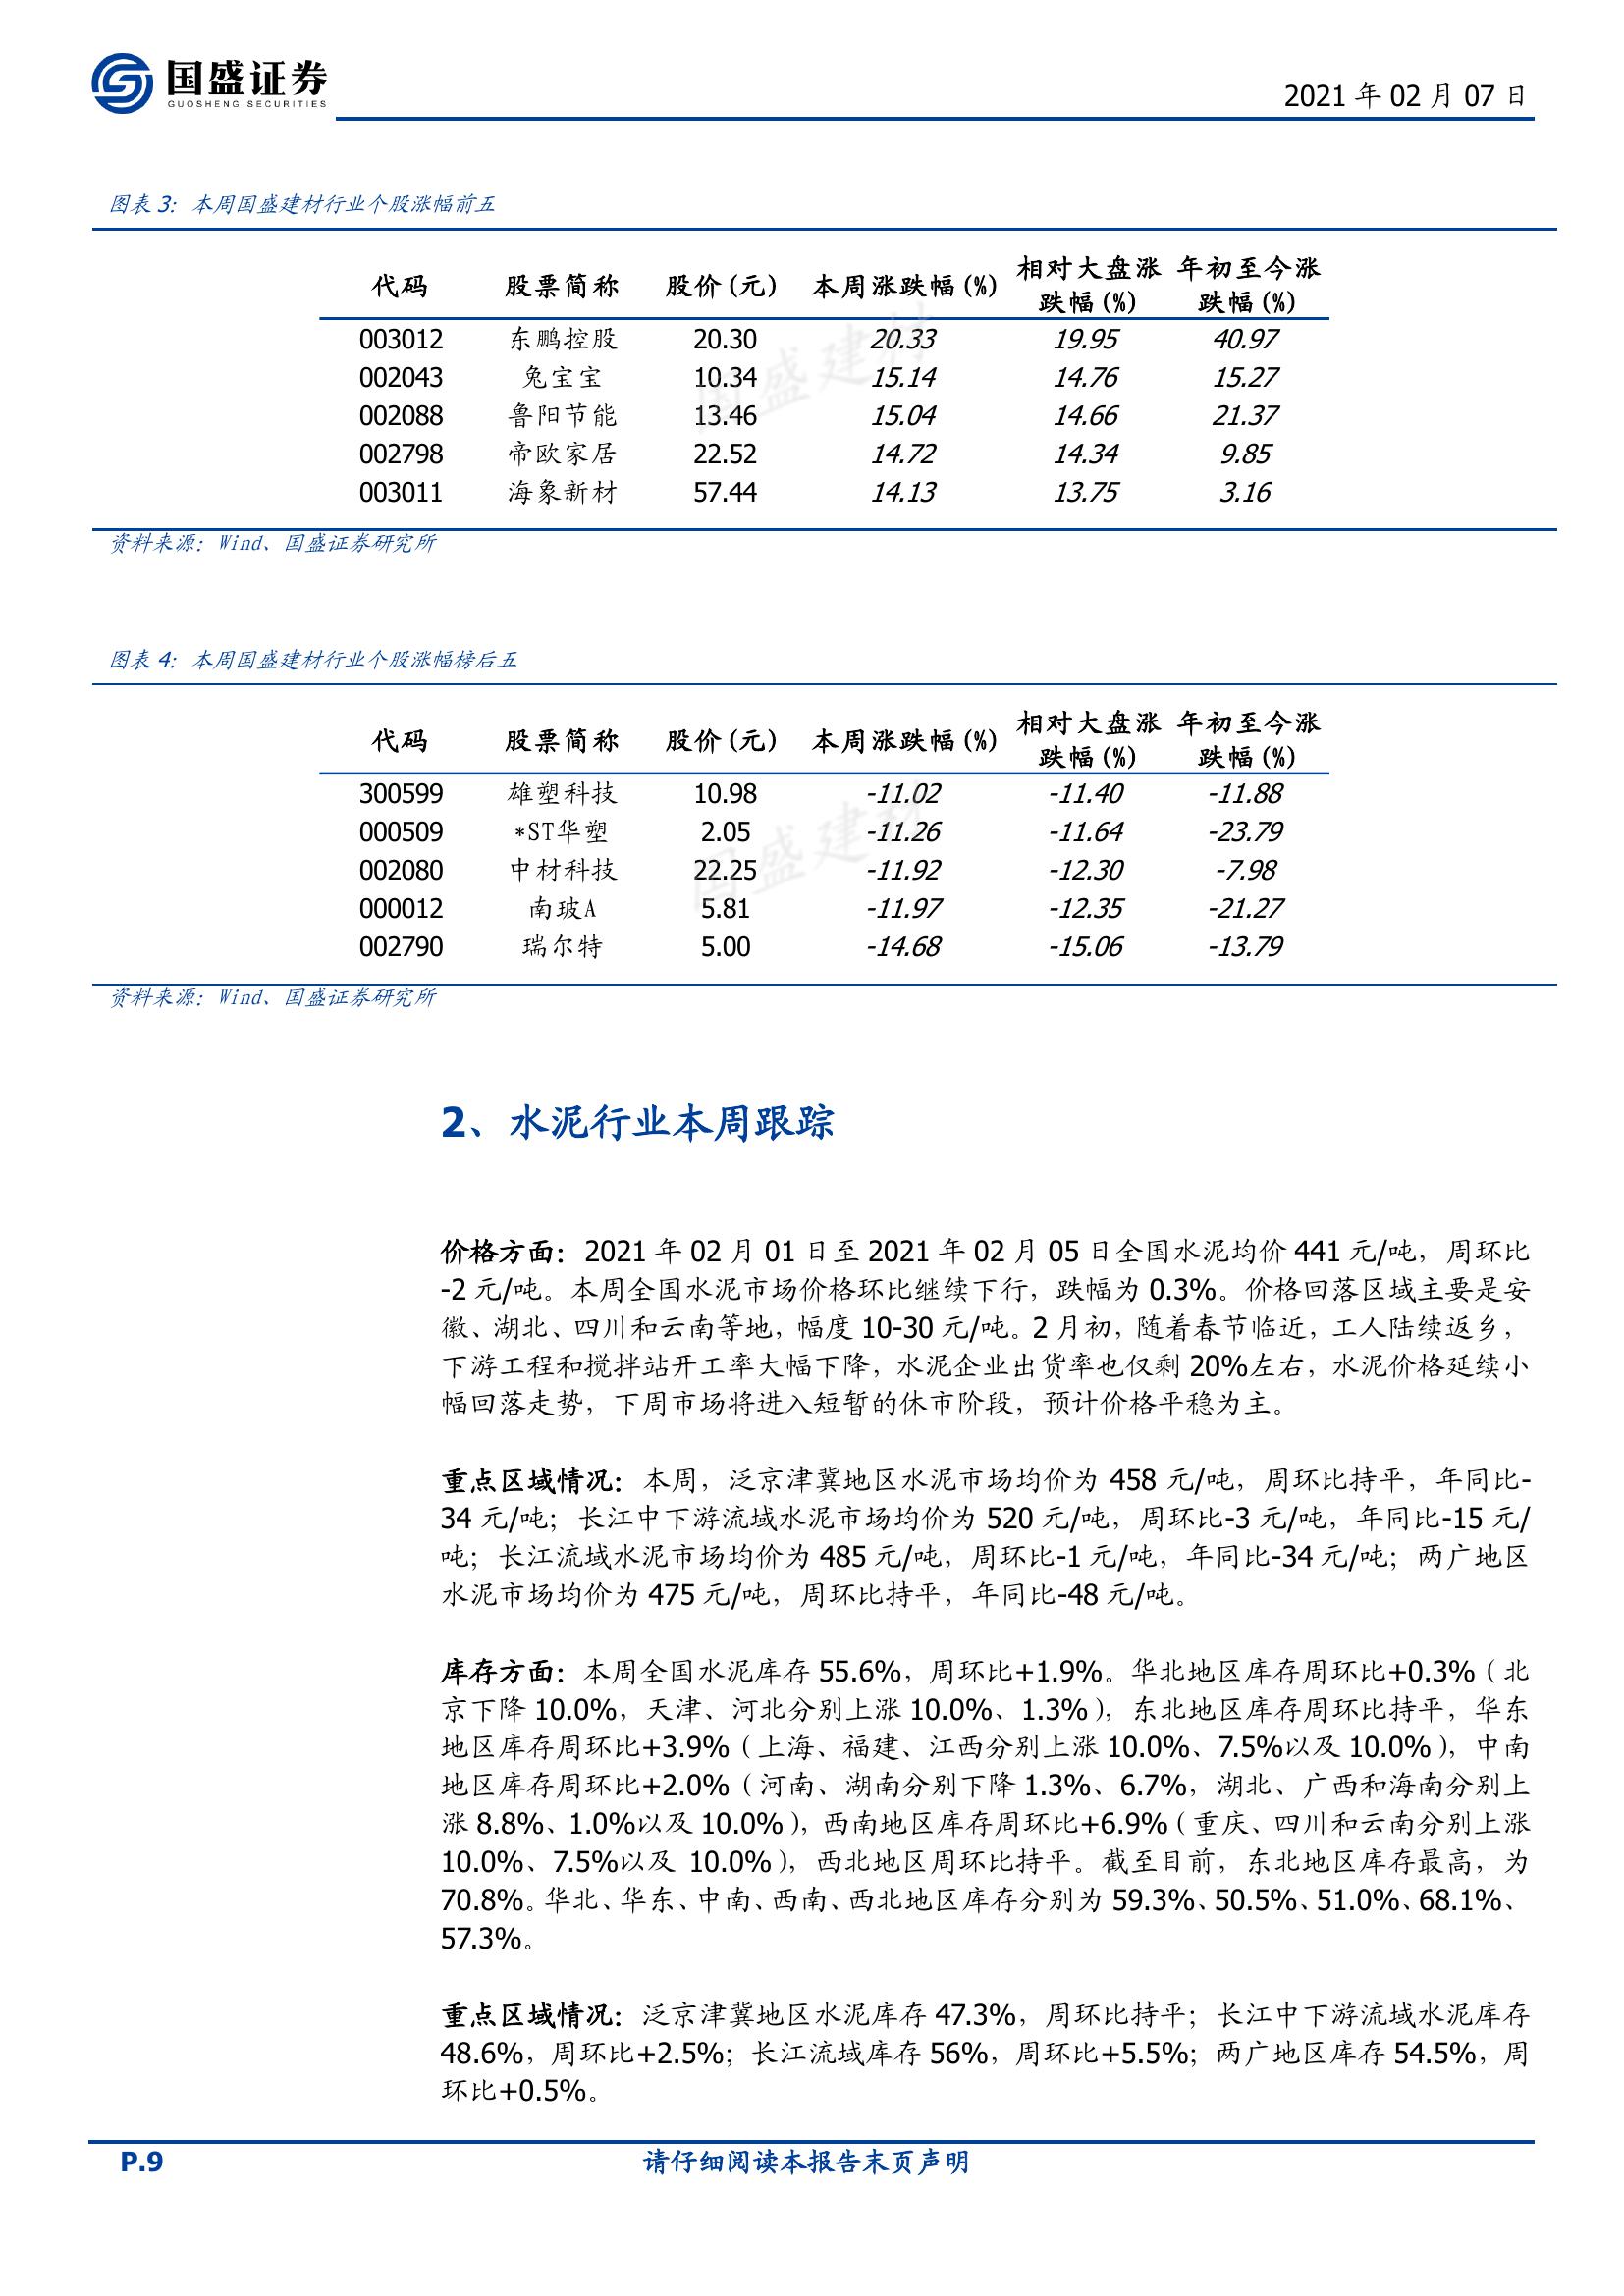 国盛证券
GUOSHENG SECURITIES
2021 年 02 月 07 日
图表 3：本周国盛建材行业个股涨幅前五
代码 股票简称 股价(元) 本周涨跌幅(%) 相对大盘涨跌幅(%) 年初至今涨跌幅(%)
003012 东鹏控股 20.30 20.33 19.95 40.97
002043 兔宝宝 10.34 15.14 14.76 15.27
002088 鲁阳节能 13.46 15.04 14.66 21.37
002798 帝欧家居 22.52 14.72 14.34 9.85
003011 海象新材 57.44 14.13 13.75 3.16
国盛建材
资料来源：Wind、国盛证券研究所
图表 4：本周国盛建材行业个股涨幅榜后五
代码 股票简称 股价(元) 本周涨跌幅(%) 相对大盘涨跌幅(%) 年初至今涨跌幅(%)
300599 雄塑科技 10.98 -11.02 -11.40 -11.88
000509 *ST华塑 2.05 -11.26 -11.64 -23.79
002080 中材科技 22.25 -11.92 -12.30 -7.98
000012 南玻A 5.81 -11.97 -12.35 -21.27
002790 瑞尔特 5.00 -14.68 -15.06 -13.79
国盛建材
资料来源：Wind、国盛证券研究所
2、水泥行业本周跟踪
价格方面：2021 年 02 月 01 日至 2021 年 02 月 05 日全国水泥均价 441 元/吨，周环比
-2 元/吨。本周全国水泥市场价格环比继续下行，跌幅为 0.3%。价格回落区域主要是安
徽、湖北、四川和云南等地，幅度 10-30 元/吨。2 月初，随着春节临近，工人陆续返乡，
下游工程和搅拌站开工率大幅下降，水泥企业出货率也仅剩 20%左右，水泥价格延续小
幅回落走势，下周市场将进入短暂的休市阶段，预计价格平稳为主。
重点区域情况：本周，泛京津冀地区水泥市场均价为 458 元/吨，周环比持平，年同比-
34 元/吨；长江中下游流域水泥市场均价为 520 元/吨，周环比-3 元/吨，年同比-15 元/
吨；长江流域水泥市场均价为 485 元/吨，周环比-1 元/吨，年同比-34 元/吨；两广地区
水泥市场均价为 475 元/吨，周环比持平，年同比-48 元/吨。
库存方面：本周全国水泥库存 55.6%，周环比+1.9%。华北地区库存周环比+0.3%（北
京下降 10.0%，天津、河北分别上涨 10.0%、1.3%），东北地区库存周环比持平，华东
地区库存周环比+3.9%（上海、福建、江西分别上涨 10.0%、7.5%以及 10.0%），中南
地区库存周环比+2.0%（河南、湖南分别下降 1.3%、6.7%，湖北、广西和海南分别上
涨 8.8%、1.0%以及 10.0%），西南地区库存周环比+6.9%（重庆、四川和云南分别上涨
10.0%、7.5%以及 10.0%），西北地区周环比持平。截至目前，东北地区库存最高，为
70.8%。华北、华东、中南、西南、西北地区库存分别为 59.3%、50.5%、51.0%、68.1%、
57.3%。
重点区域情况：泛京津冀地区水泥库存 47.3%，周环比持平；长江中下游流域水泥库存
48.6%，周环比+2.5%；长江流域库存 56%，周环比+5.5%；两广地区库存 54.5%，周
环比+0.5%。
P.9 请仔细阅读本报告末页声明